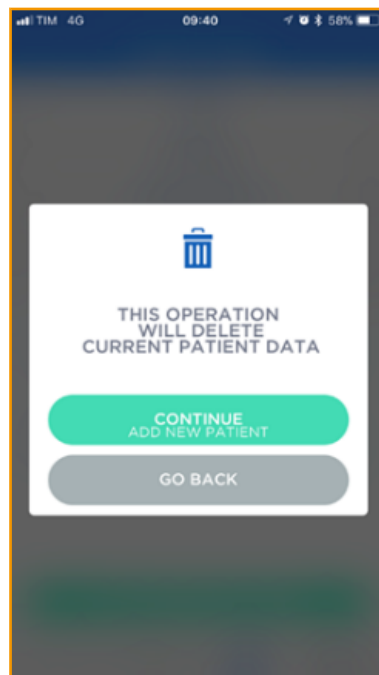 TIM 4G 09:40 58%
THIS OPERATION
WILL DELETE
CURRENT PATIENT DATA
CONTINUE
ADD NEW PATIENT
GO BACK